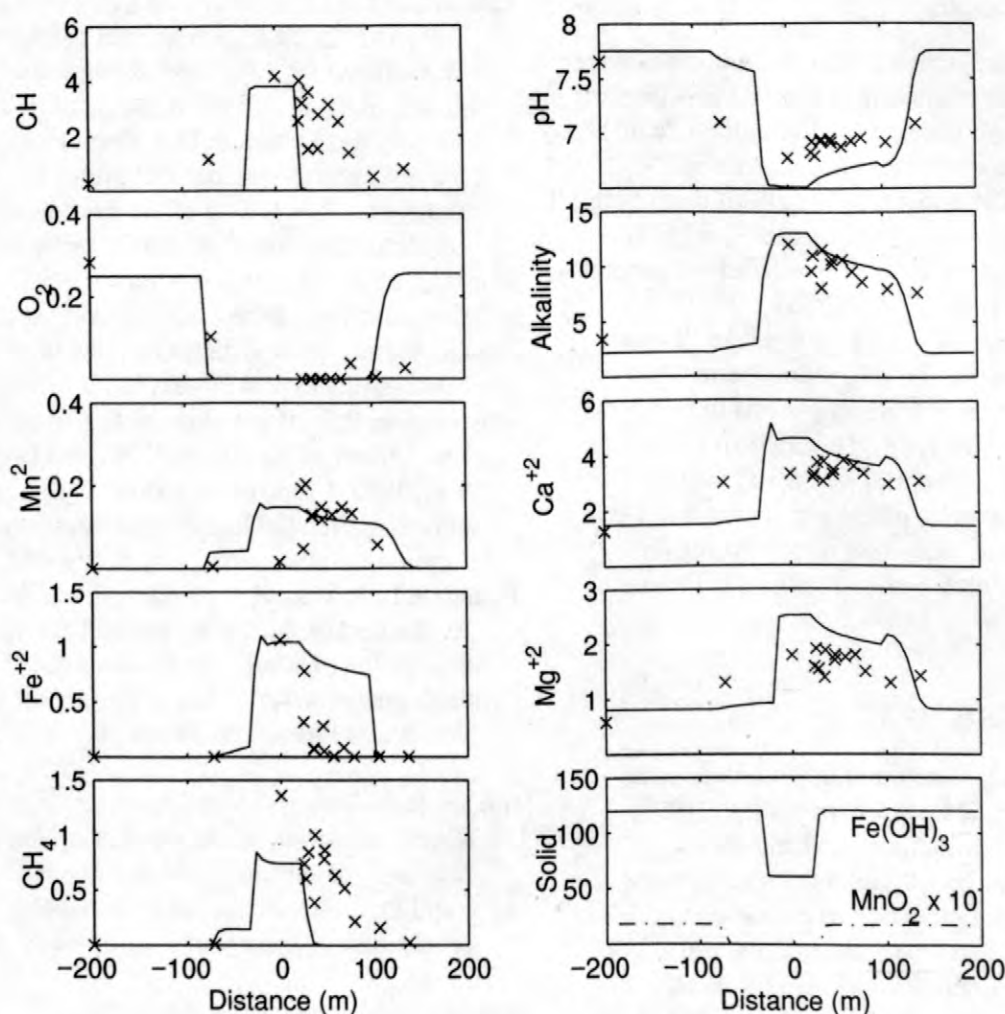 CH
6
4
2
O2
0.4
0.2
Mn2
0.4
0.2
Fe+2
1.5
1
0.5
CH4
1.5
1
0.5
−200
−100
0
100
200
Distance (m)
pH
8
7.5
7
Alkalinity
15
10
5
Ca+2
6
4
2
Mg+2
3
2
1
Solid
150
100
50
Fe(OH)3
MnO2 x 10
−200
−100
0
100
200
Distance (m)